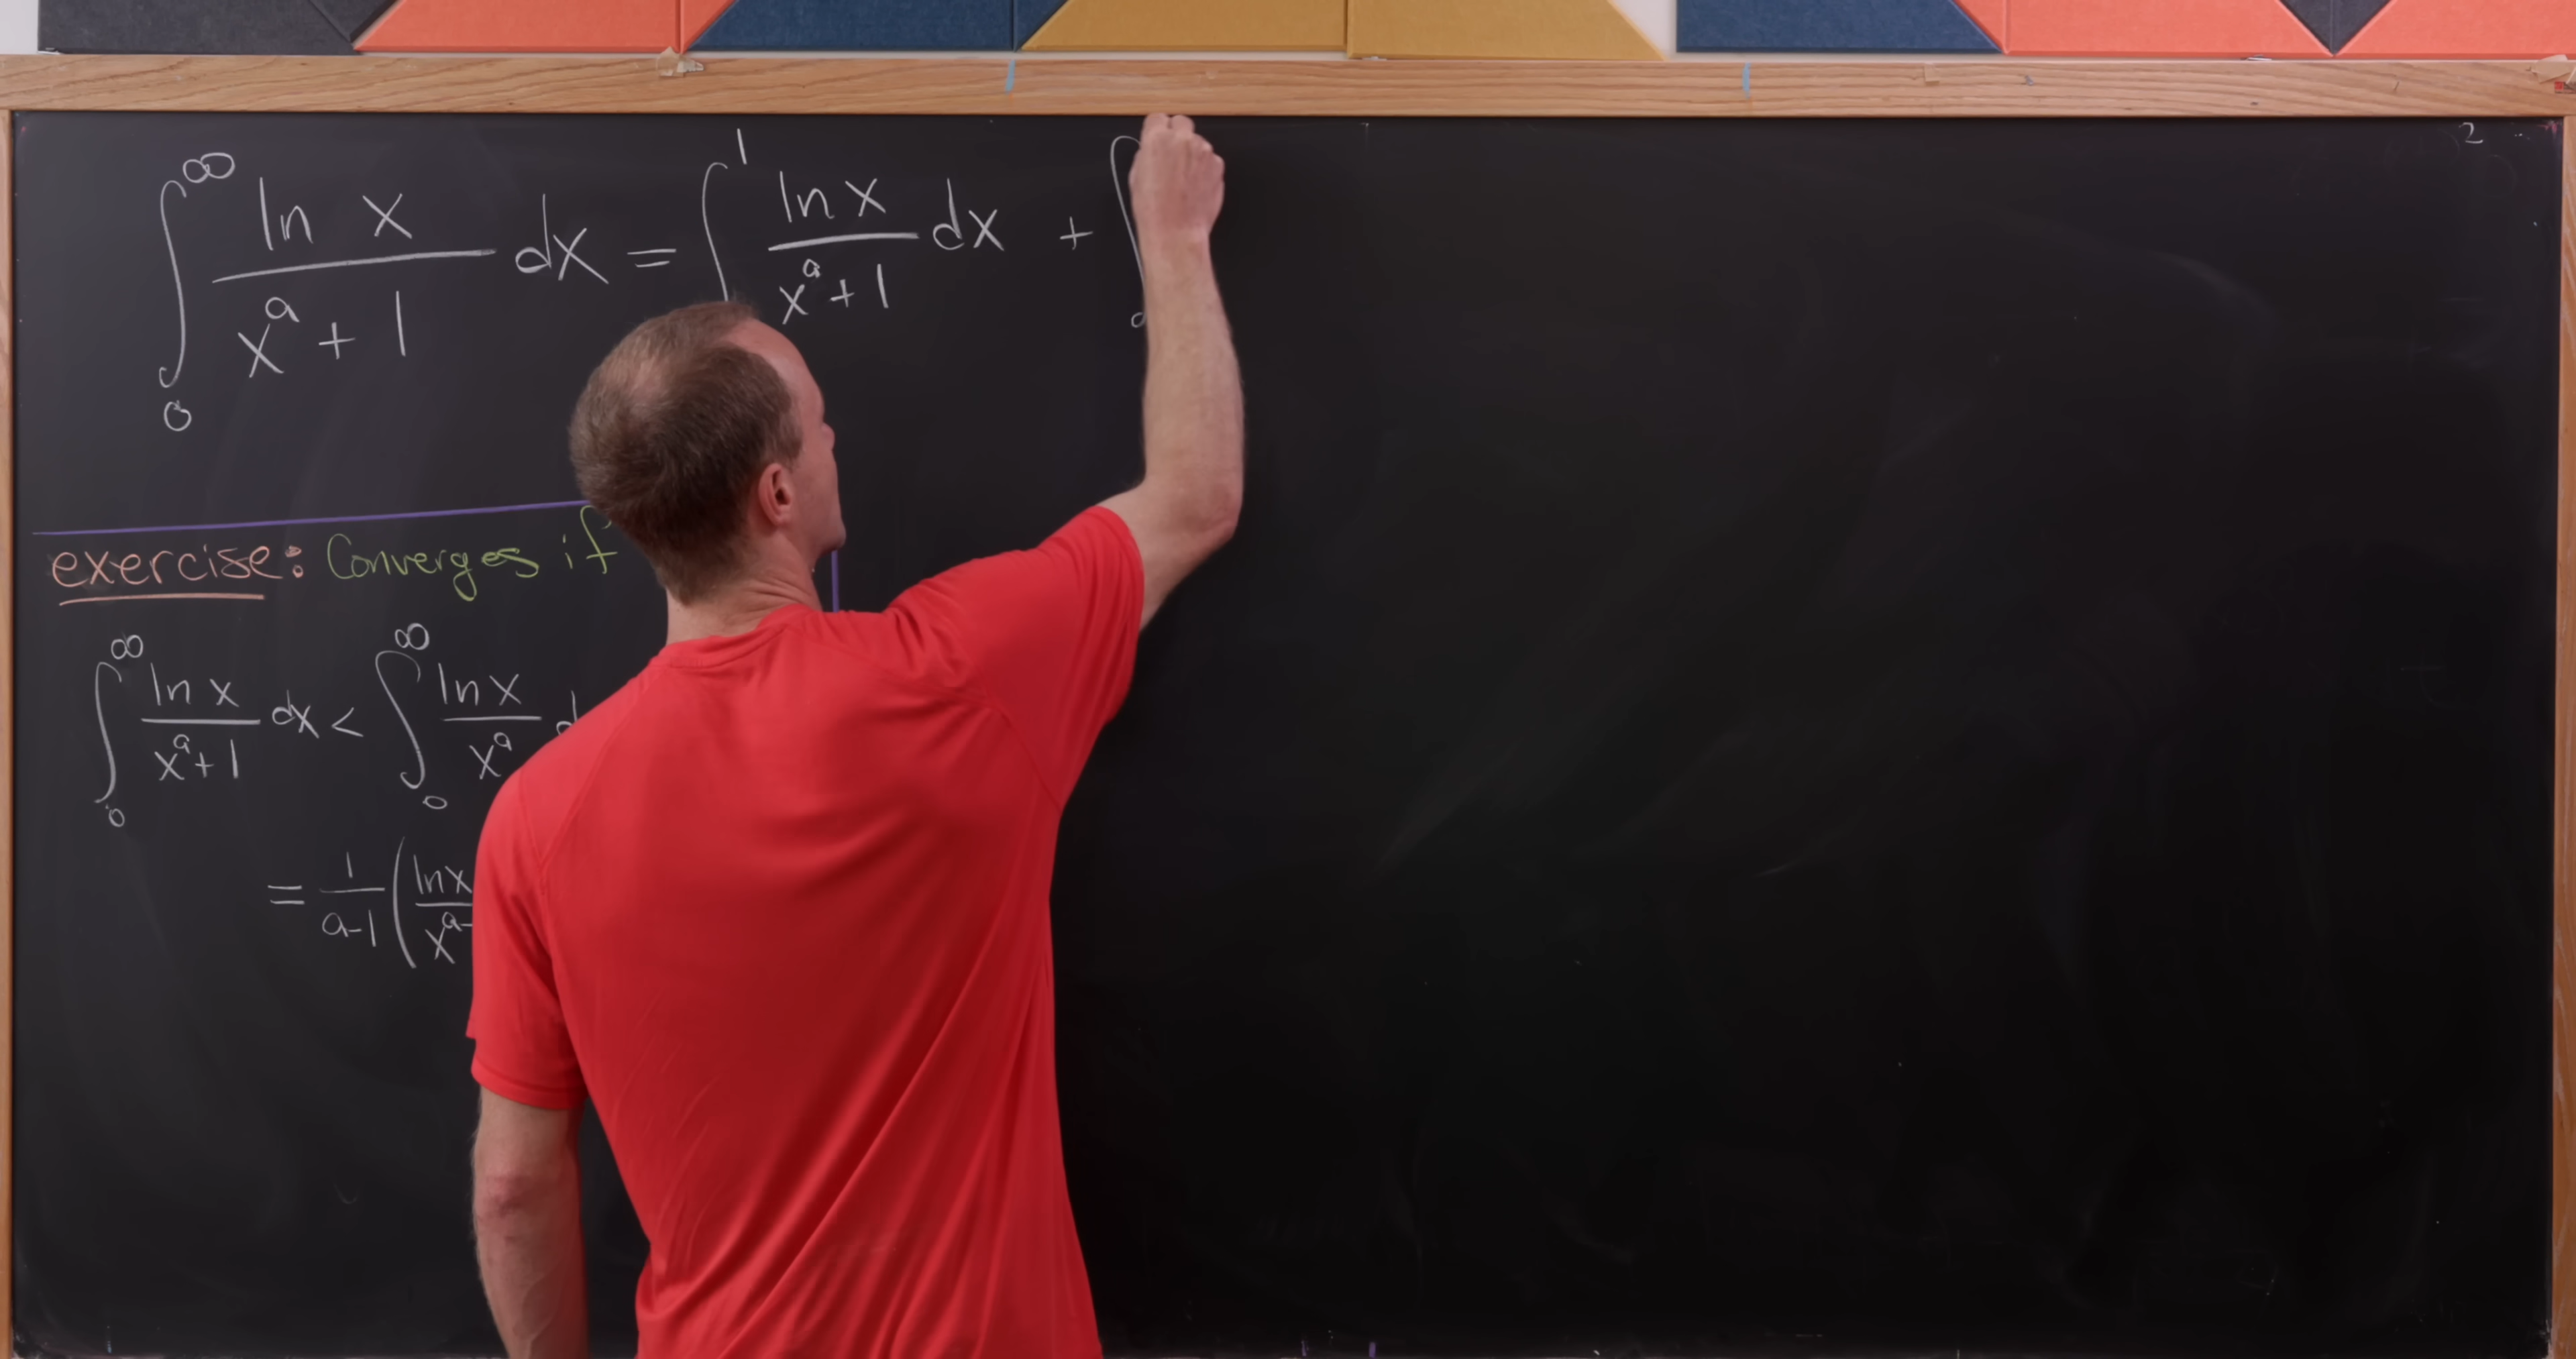 ∫₀^∞ ln x / (x^a + 1) dx = ∫^1 ln x / (x^a + 1) dx + ∫₀
exercise: Converges if
∫₀^∞ ln x / (x^a + 1) dx < ∫₀^∞ ln x / x^a
= 1/(a-1) ( ln x / x^a-
2